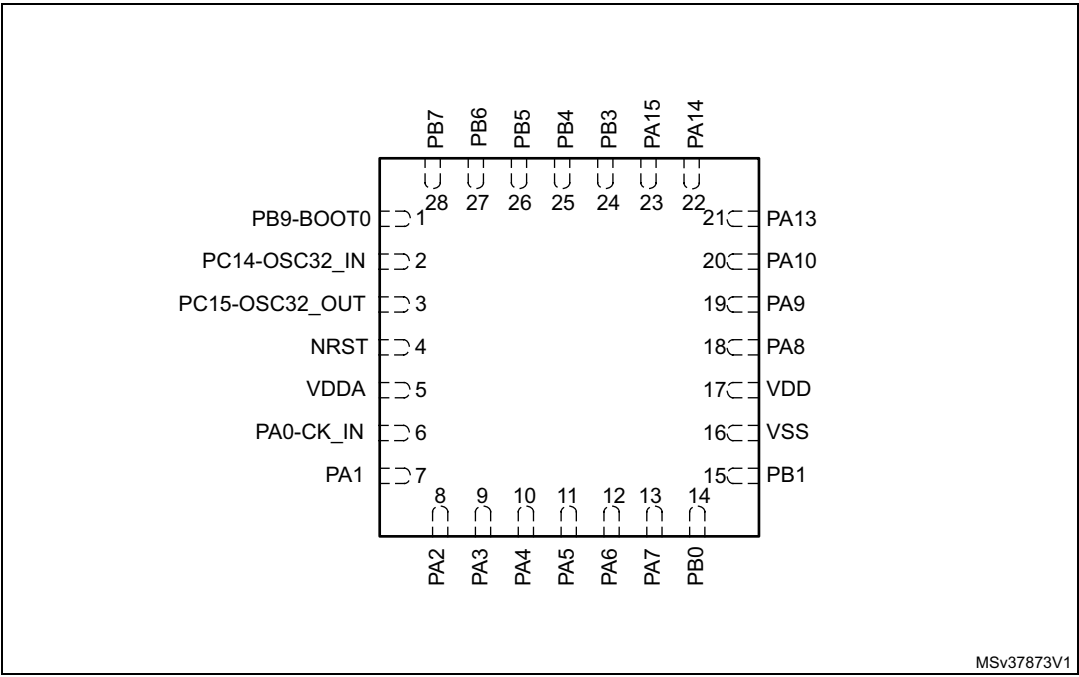 PB7 PB6 PB5 PB4 PB3 PA15 PA14
28 27 26 25 24 23 22
PB9-BOOT0 1 21 PA13
PC14-OSC32_IN 2 20 PA10
PC15-OSC32_OUT 3 19 PA9
NRST 4 18 PA8
VDDA 5 17 VDD
PA0-CK_IN 6 16 VSS
PA1 7 15 PB1
8 9 10 11 12 13 14
PA2 PA3 PA4 PA5 PA6 PA7 PB0
MSv37873V1